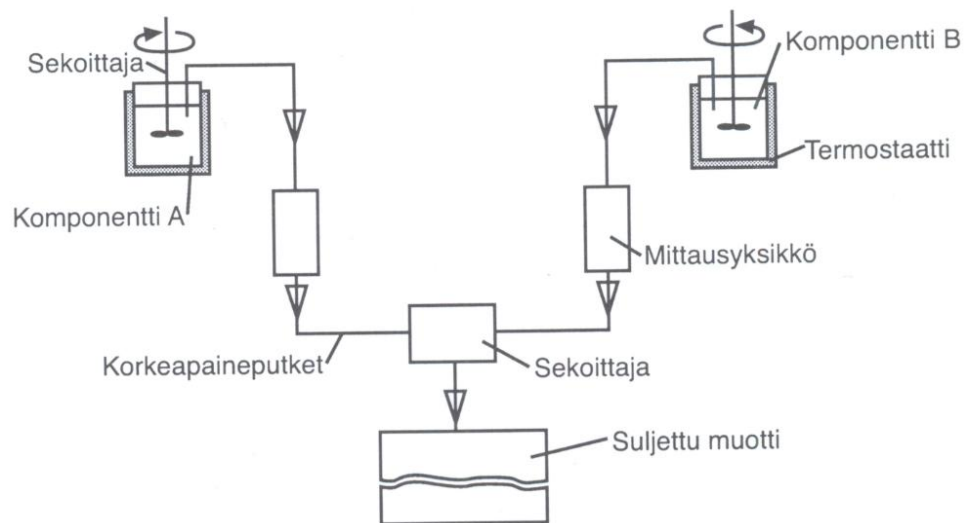 Sekoittaja
Komponentti B
Termostaatti
Komponentti A
Mittausyksikkö
Korkeapaineputket
Sekoittaja
Suljettu muotti